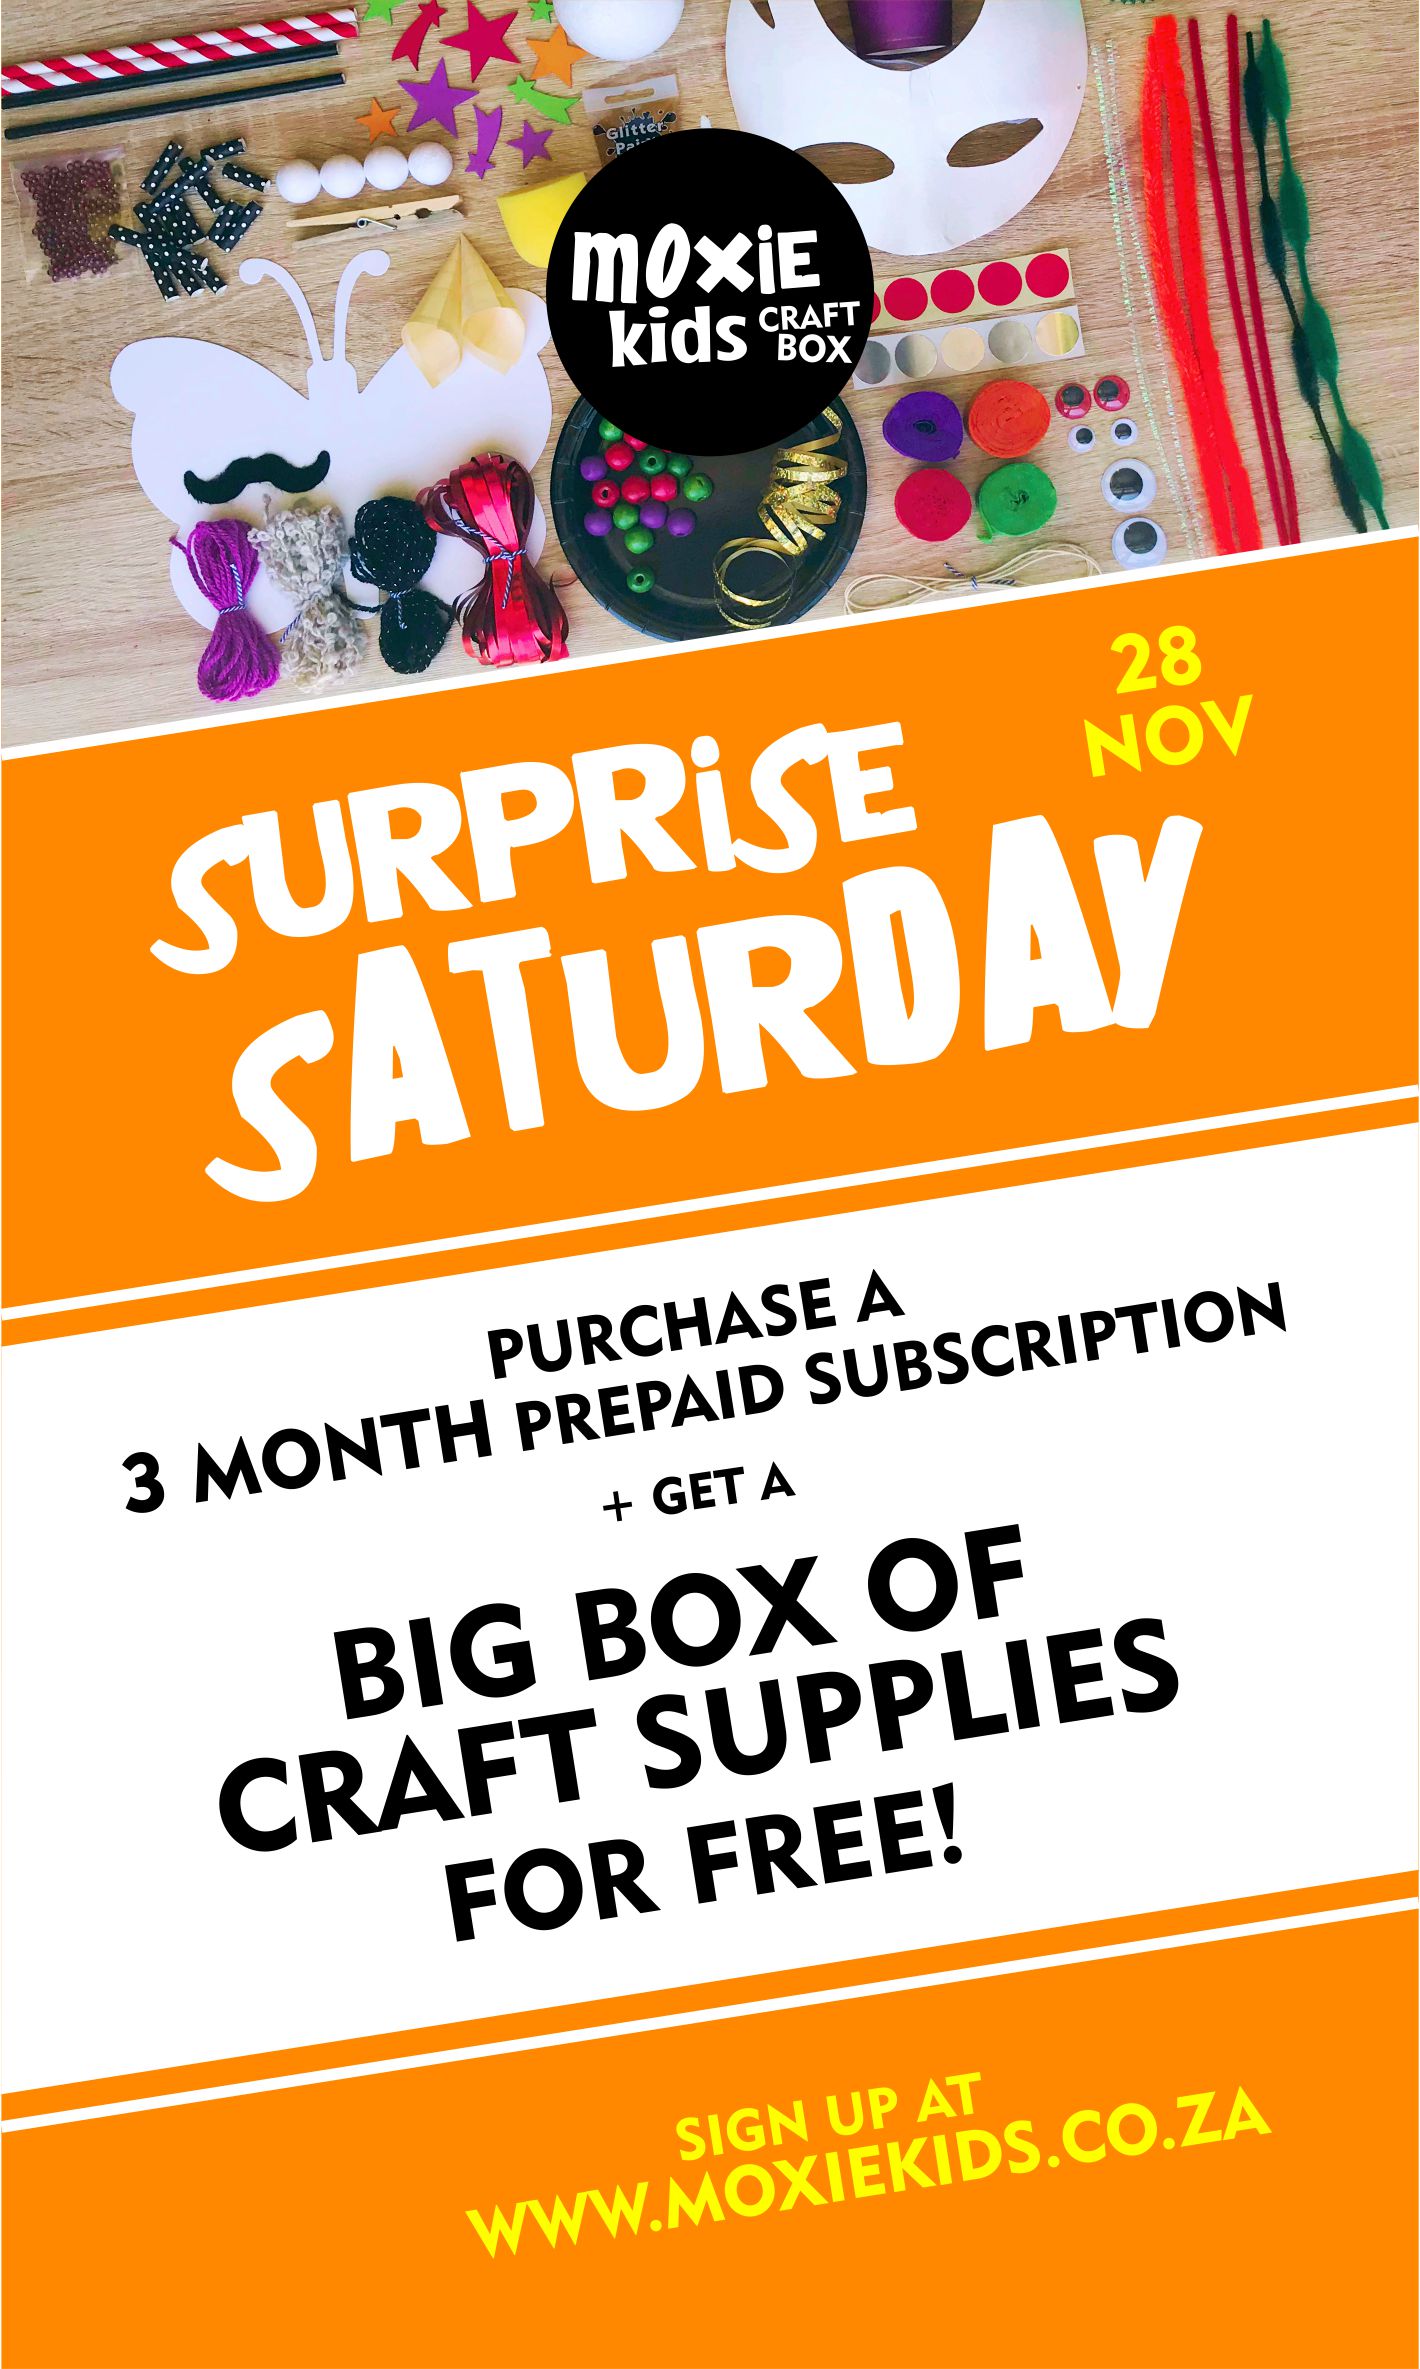 Glitter
moxiE
kids CRAFT
BOX
28
NOV
SURPRiSE
SATURDAY
PURCHASE A
3 MONTH PREPAID SUBSCRIPTION
+ GET A
BIG BOX OF
CRAFT SUPPLIES
FOR FREE!
SIGN UP AT
WWW.MOXIEKIDS.CO.ZA